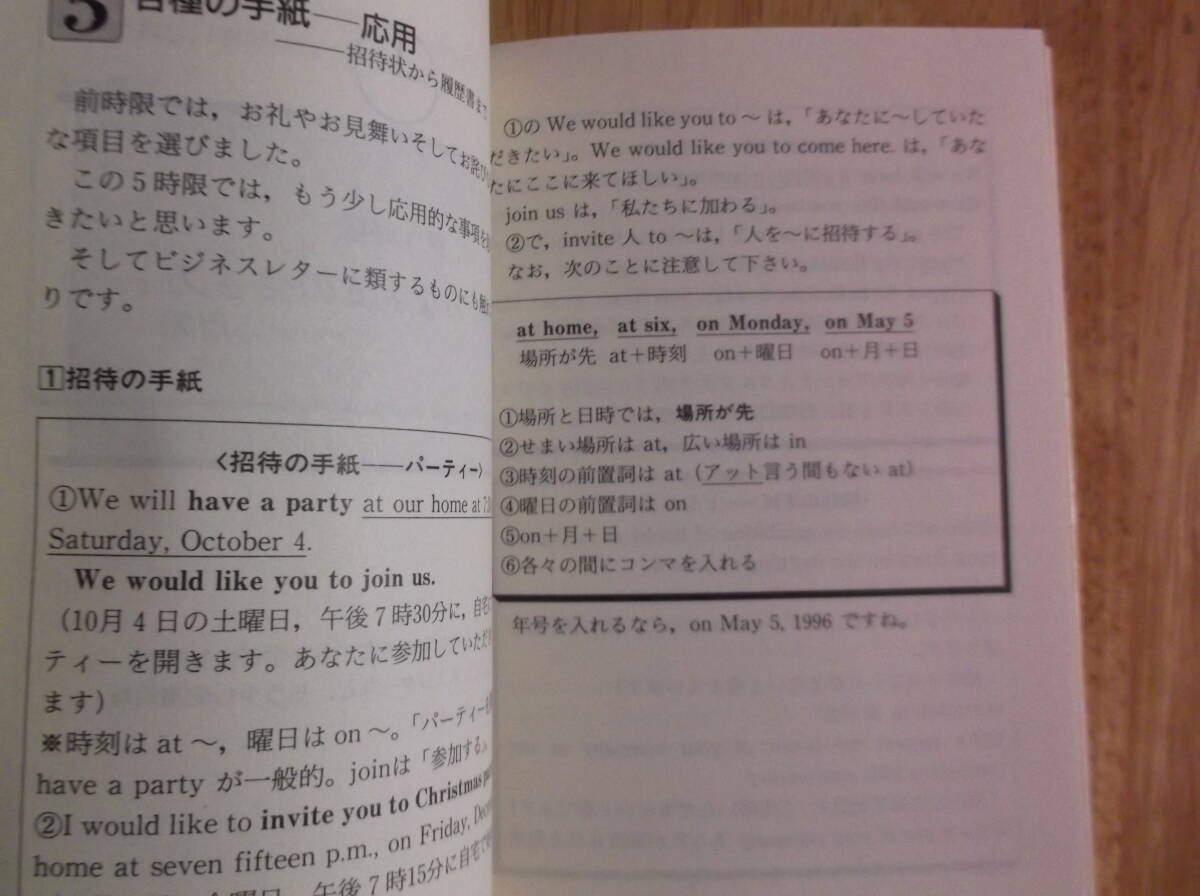 5 各種の手紙――応用
――招待状から履歴書まで
前時限では，お礼やお見舞いそしてお詫び
な項目を選びました。
この5時限では，もう少し応用的な事項を
きたいと思います。
そしてビジネスレターに類するものにも触
りです。
1招待の手紙
〈招待の手紙――パーティー〉
①We will have a party at our home at
Saturday, October 4.
We would like you to join us.
(10月4日の土曜日，午後7時30分に，自宅
ティーを開きます。あなたに参加していただ
ます)
※時刻は at ～，曜日は on ～。「パーティーを
have a party が一般的。joinは「参加する」
②I would like to invite you to Christmas
home at seven fifteen p.m., on Friday,
午後7時15分に自宅で
①の We would like you to ～ は，「あなたに～していた
だきたい」。We would like you to come here. は，「あな
たにここに来てほしい」。
join us は，「私たちに加わる」。
②で，invite 人 to ～は，「人を～に招待する」。
なお，次のことに注意して下さい。
at home, at six, on Monday, on May 5
場所が先 at＋時刻 on＋曜日 on＋月＋日
①場所と日時では，場所が先
②せまい場所は at，広い場所は in
③時刻の前置詞は at（アット言う間もない at）
④曜日の前置詞は on
⑤on＋月＋日
⑥各々の間にコンマを入れる
年号を入れるなら，on May 5, 1996 ですね。